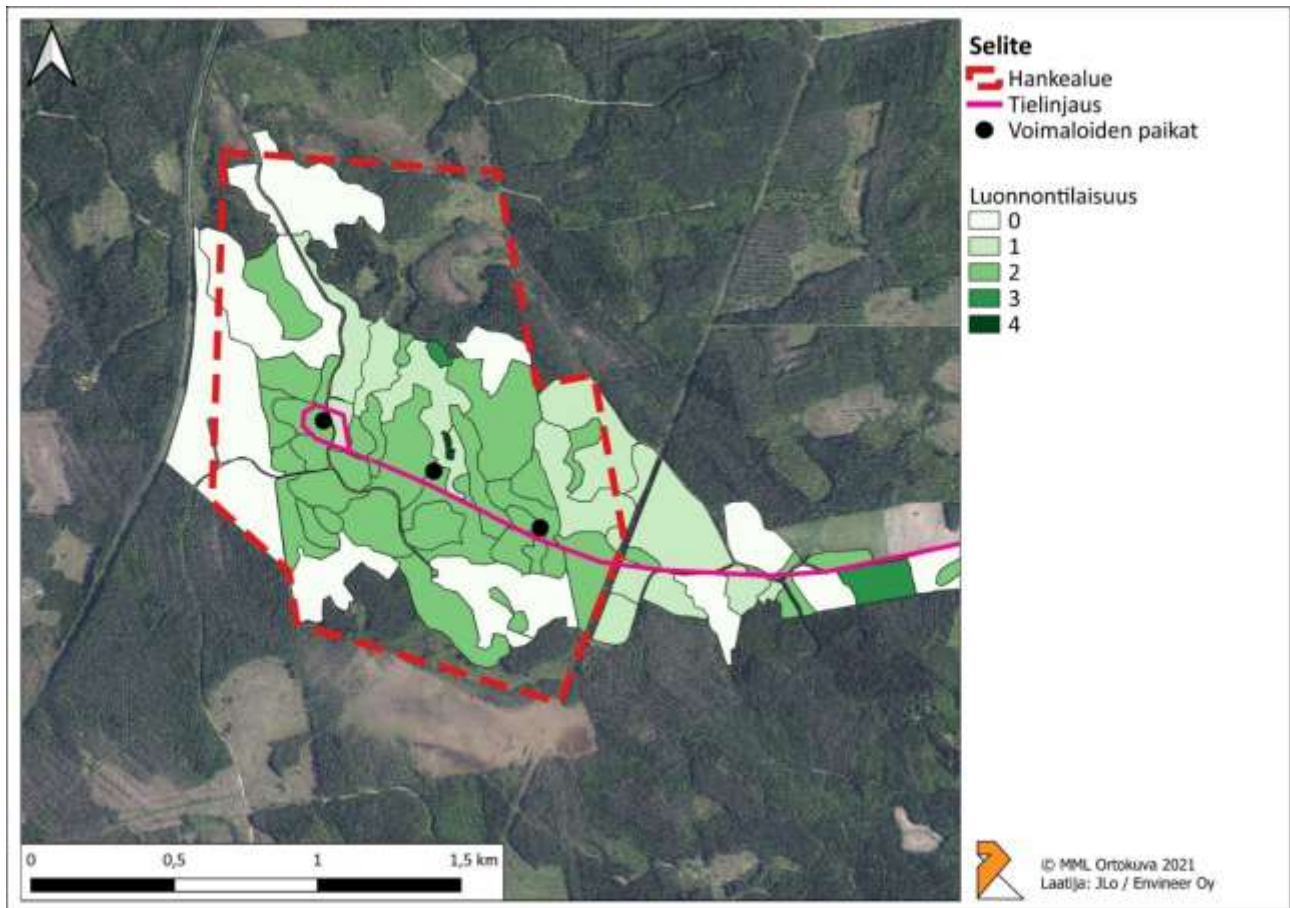 Selite
Hankealue
Tielinjaus
Voimaloiden paikat
Luonnontilaisuus
0
1
2
3
4
0 0,5 1 1,5 km
© MML Ortokuva 2021
Laatija: JLo / Envineer Oy